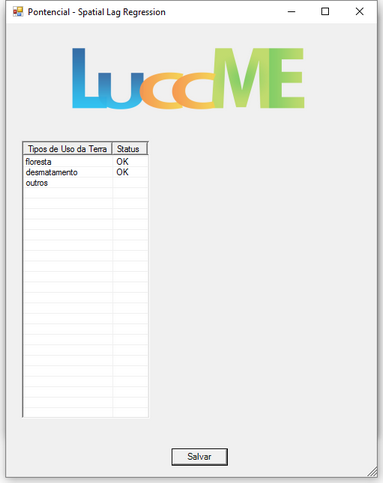 Pontencial - Spatial Lag Regression
LuccME
Tipos de Uso da Terra Status
floresta OK
desmatamento OK
outros
Salvar